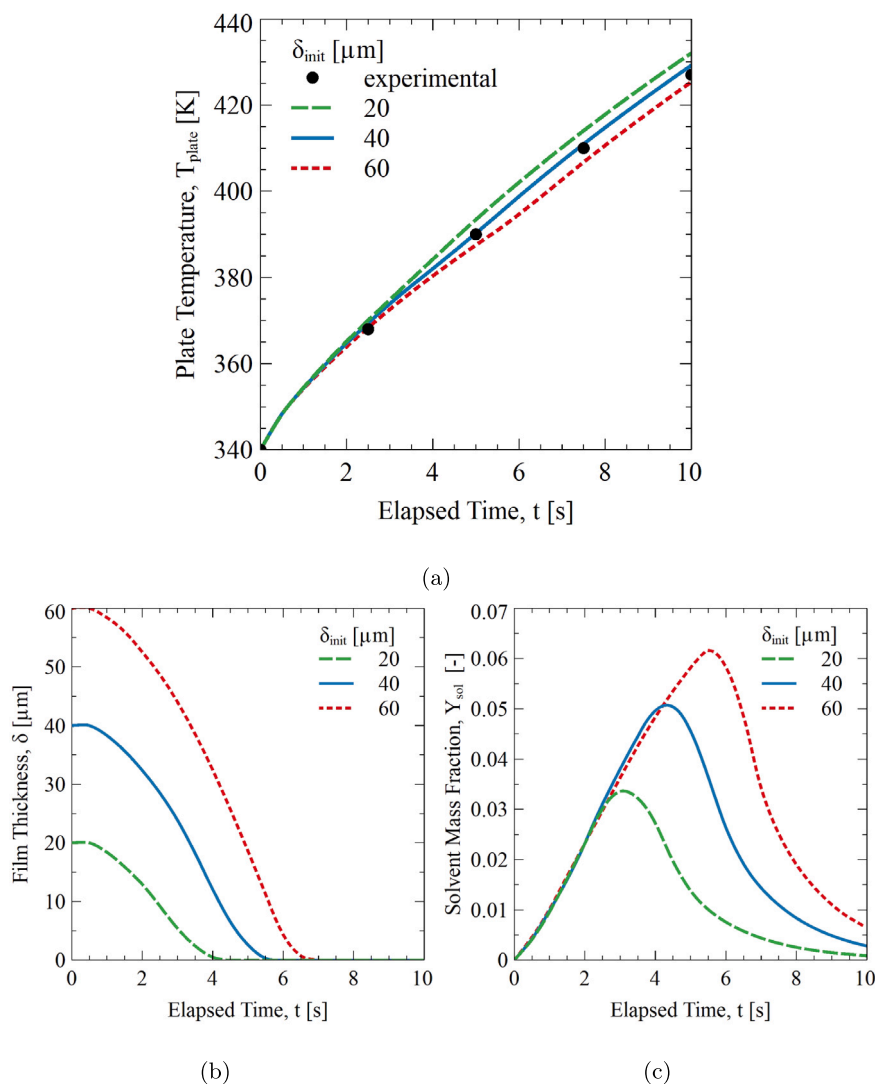 δinit [µm]
experimental
20
40
60
Plate Temperature, Tplate [K]
440
420
400
380
360
340
0 2 4 6 8 10
Elapsed Time, t [s]
(a)
δinit [µm]
20
40
60
Film Thickness, δ [µm]
60
50
40
30
20
10
0
0 2 4 6 8 10
Elapsed Time, t [s]
(b)
δinit [µm]
20
40
60
Solvent Mass Fraction, Ysol [-]
0.07
0.06
0.05
0.04
0.03
0.02
0.01
0
0 2 4 6 8 10
Elapsed Time, t [s]
(c)